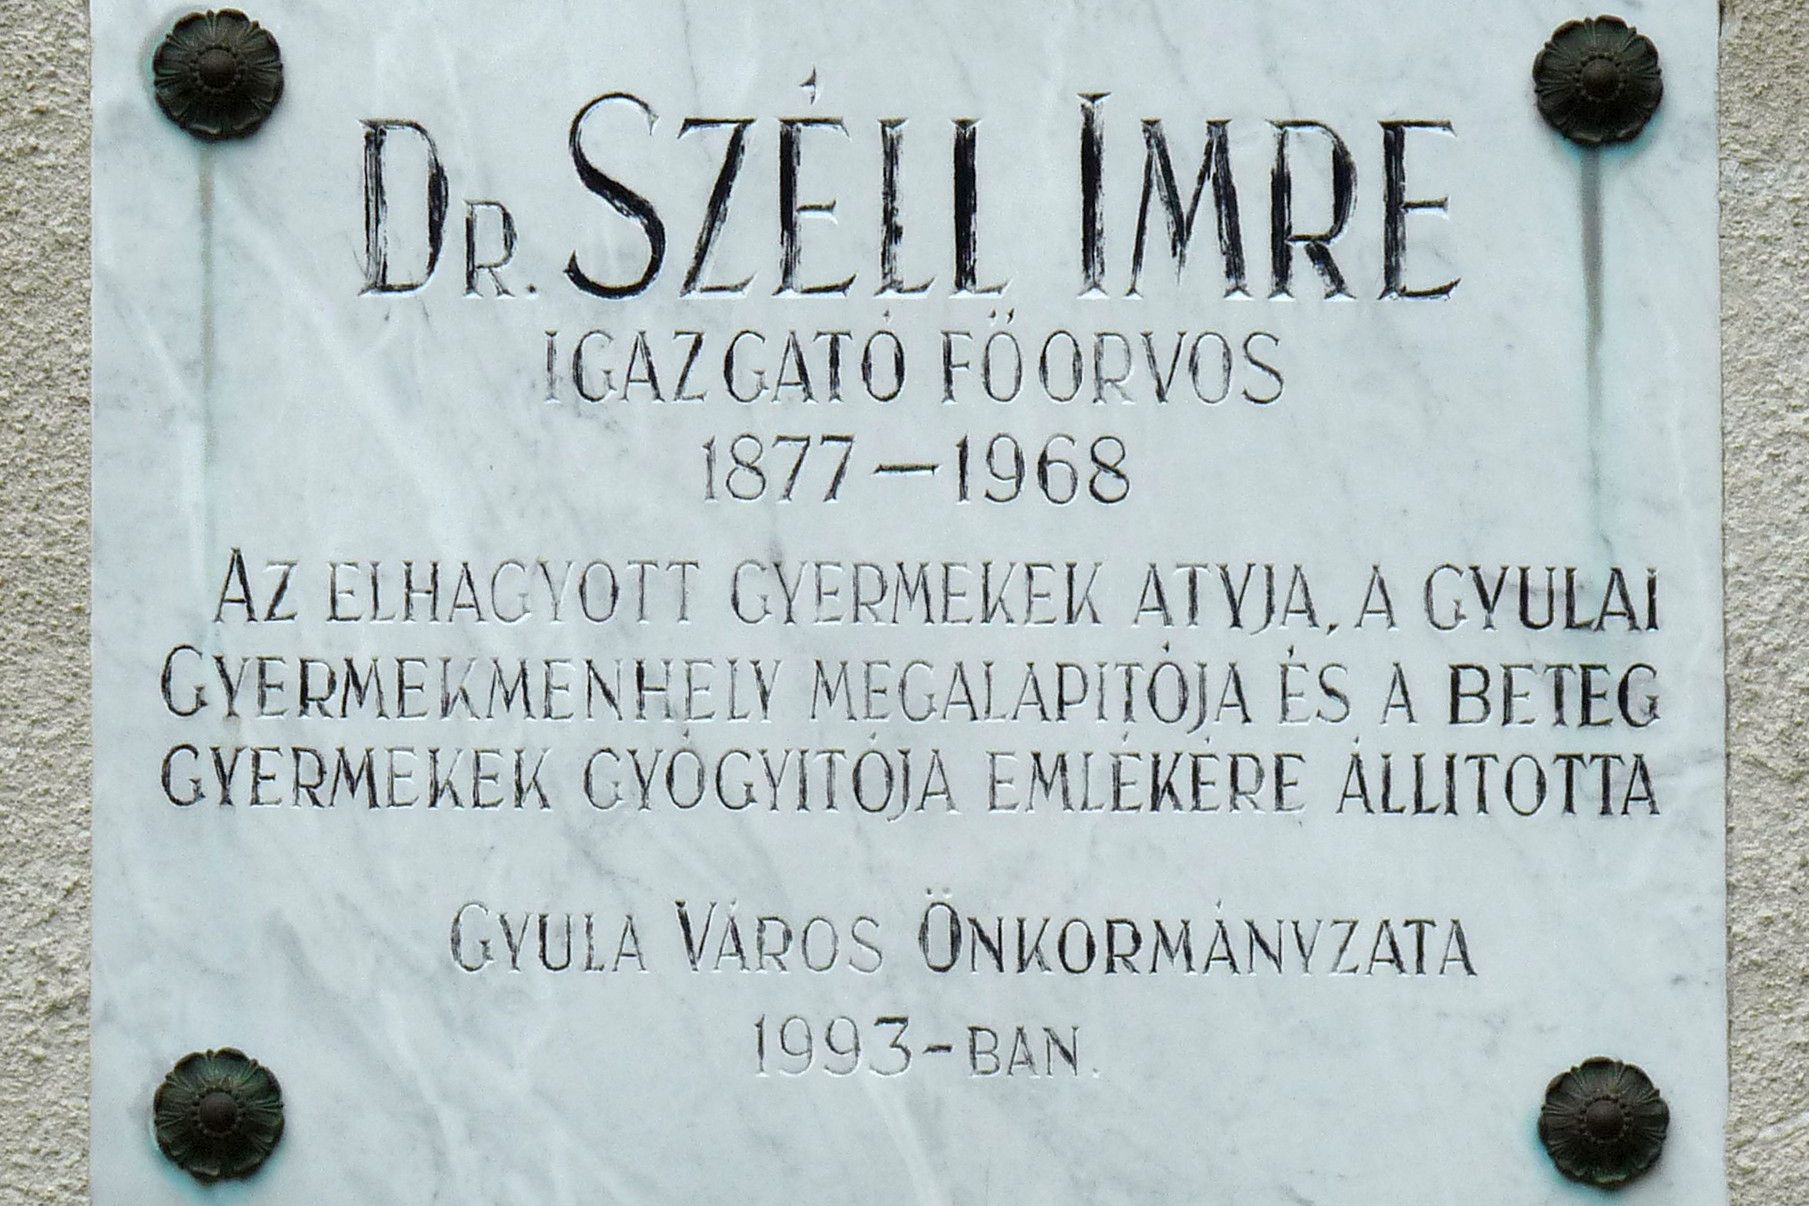 DR. SZÉLL IMRE
IGAZGATÓ FŐORVOS
1877 — 1968
AZ ELHAGYOTT GYERMEKEK ATYJA, A GYULAI
GYERMEKMENHELY MEGALAPITÓJA ÉS A BETEG
GYERMEKEK GYÓGYITÓJA EMLÉKÉRE ÁLLITOTTA
GYULA VÁROS ÖNKORMÁNYZATA
1993-BAN.